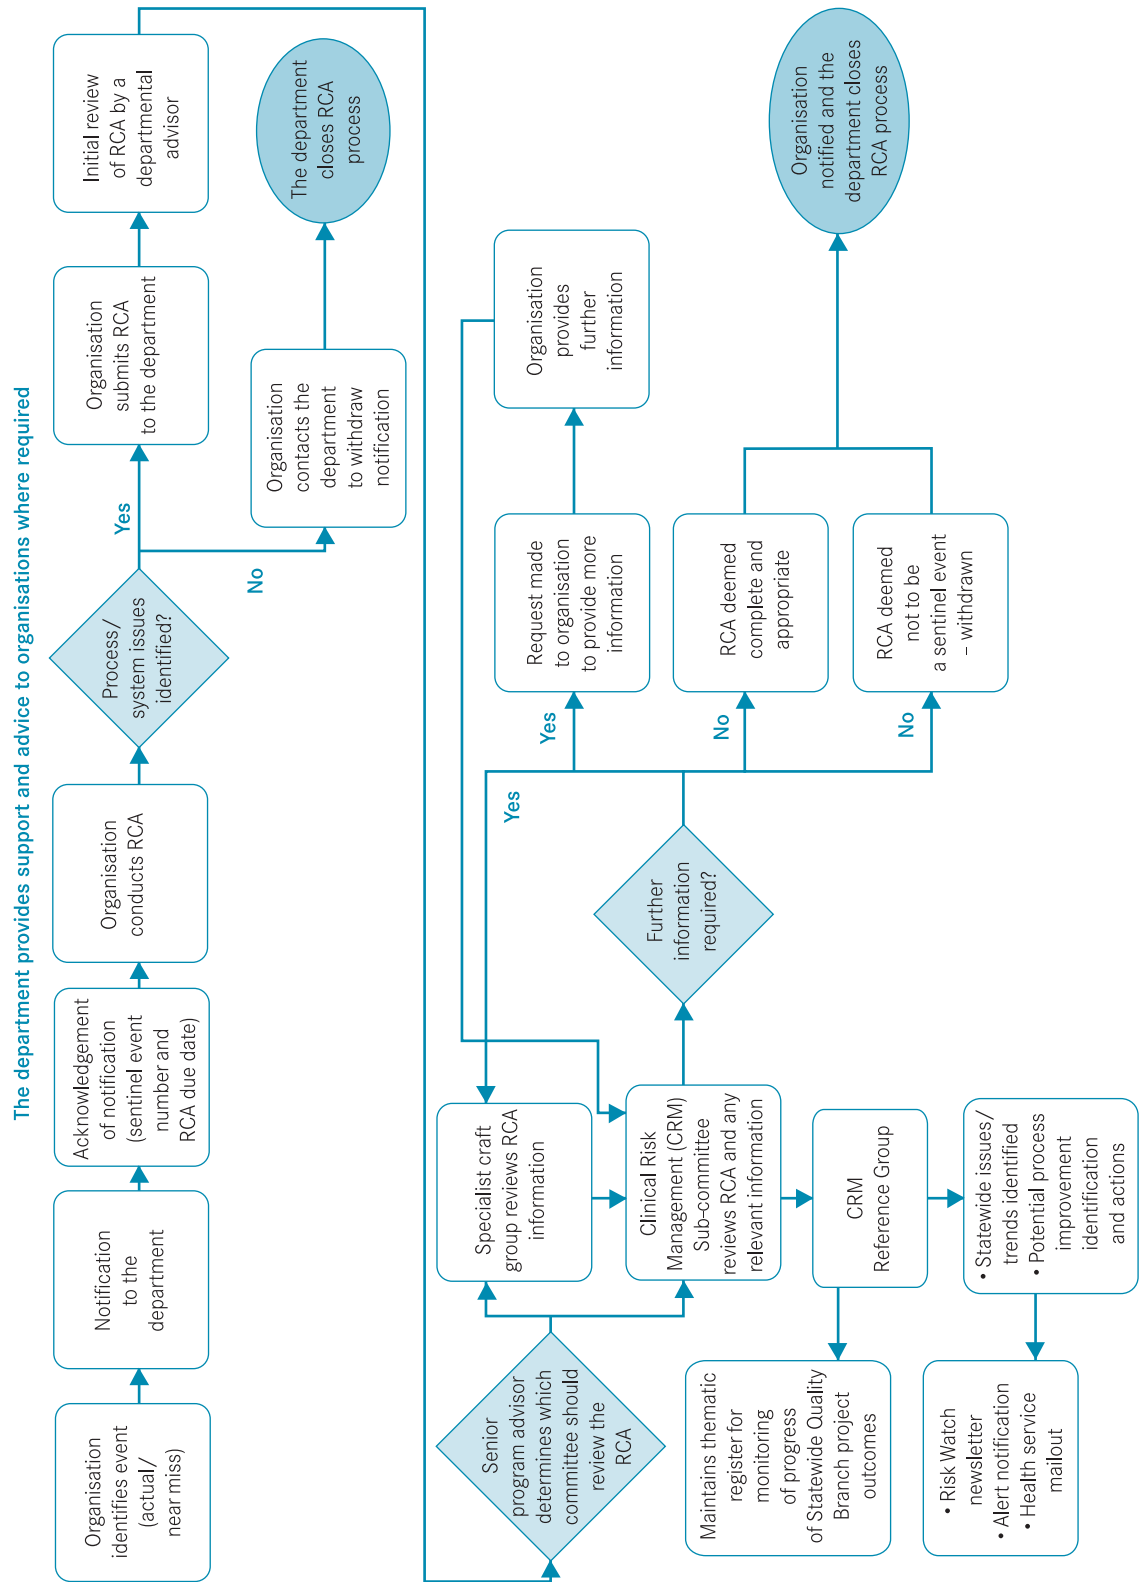 The department provides support and advice to organisations where required
Organisation
identifies event
(actual/
near miss)
Notification
to the
department
Acknowledgement
of notification
(sentinel event
number and
RCA due date)
Organisation
conducts RCA
Process/
system issues
identified?
Yes
No
Organisation
submits RCA
to the department
Initial review
of RCA by a
departmental
advisor
Organisation
contacts the
department
to withdraw
notification
The department
closes RCA
process
Senior
program advisor
determines which
committee should
review the
RCA
Specialist craft
group reviews RCA
information
Clinical Risk
Management (CRM)
Sub-committee
reviews RCA and any
relevant information
Further
information
required?
Yes
Yes
No
No
Request made
to organisation
to provide more
information
Organisation
provides
further
information
RCA deemed
complete and
appropriate
RCA deemed
not to be
a sentinel event
– withdrawn
Organisation
notified and the
department closes
RCA process
CRM
Reference Group
Maintains thematic
register for
monitoring
of progress
of Statewide Quality
Branch project
outcomes
• Statewide issues/
trends identified
• Potential process
improvement
identification
and actions
• Risk Watch
newsletter
• Alert notification
• Health service
mailout